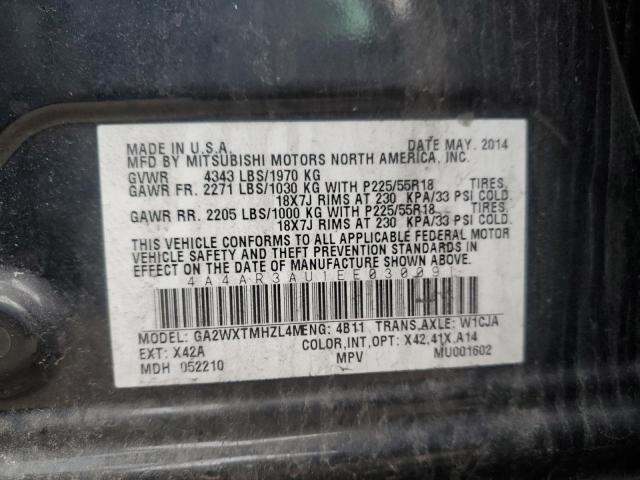 MADE IN U.S.A. DATE MAY. 2014
MFD BY MITSUBISHI MOTORS NORTH AMERICA, INC.
GVWR 4343 LBS/1970 KG
GAWR FR. 2271 LBS/1030 KG WITH P225/55R18 TIRES.
18X7J RIMS AT 230 KPA/33 PSI COLD.
GAWR RR. 2205 LBS/1000 KG WITH P225/55R18 TIRES.
18X7J RIMS AT 230 KPA/33 PSI COLD.
THIS VEHICLE CONFORMS TO ALL APPLICABLE FEDERAL MOTOR
VEHICLE SAFETY AND THEFT PREVENTION STANDARDS IN
EFFECT ON THE DATE OF MANUFACTURE SHOWN ABOVE.
4A4AR3AU1EE030091
MODEL: GA2WXTMHZL4MENG: 4B11 TRANS,AXLE: W1CJA
EXT: X42A COLOR,INT,OPT: X42,41X,A14
MDH 052210 MPV MU001602